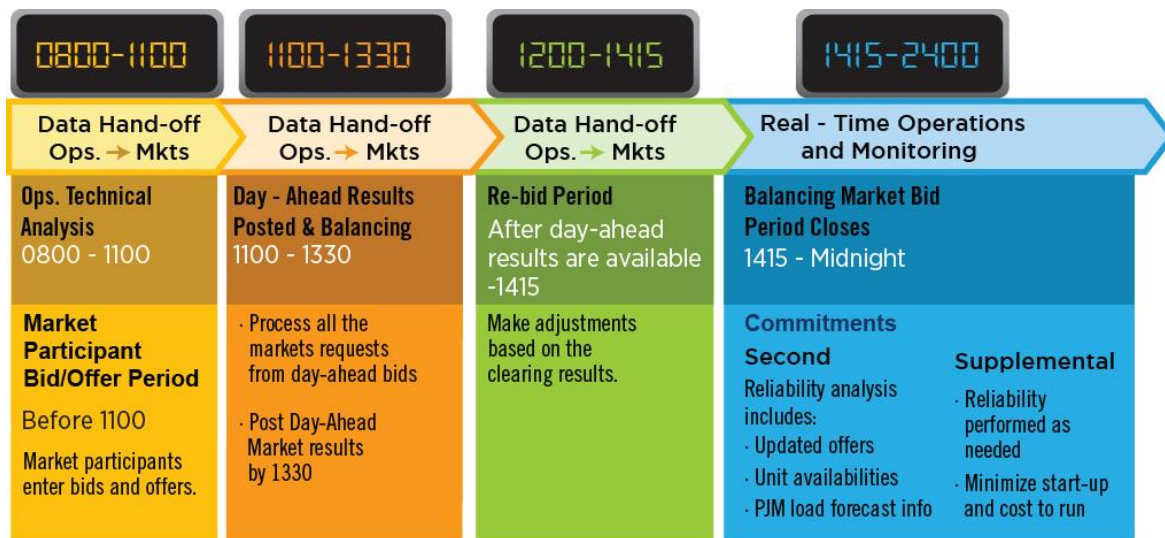 0800-1100
1100-1330
1200-1415
1415-2400
Data Hand-off
Ops. → Mkts
Data Hand-off
Ops. → Mkts
Data Hand-off
Ops. → Mkts
Real - Time Operations
and Monitoring
Ops. Technical
Analysis
0800 - 1100
Day - Ahead Results
Posted & Balancing
1100 - 1330
Re-bid Period
After day-ahead
results are available
-1415
Balancing Market Bid
Period Closes
1415 - Midnight
Market
Participant
Bid/Offer Period
Before 1100
Market participants
enter bids and offers.
· Process all the
markets requests
from day-ahead bids
· Post Day-Ahead
Market results
by 1330
Make adjustments
based on the
clearing results.
Commitments
Second
Reliability analysis
includes:
· Updated offers
· Unit availabilities
· PJM load forecast info
Supplemental
· Reliability
performed as
needed
· Minimize start-up
and cost to run